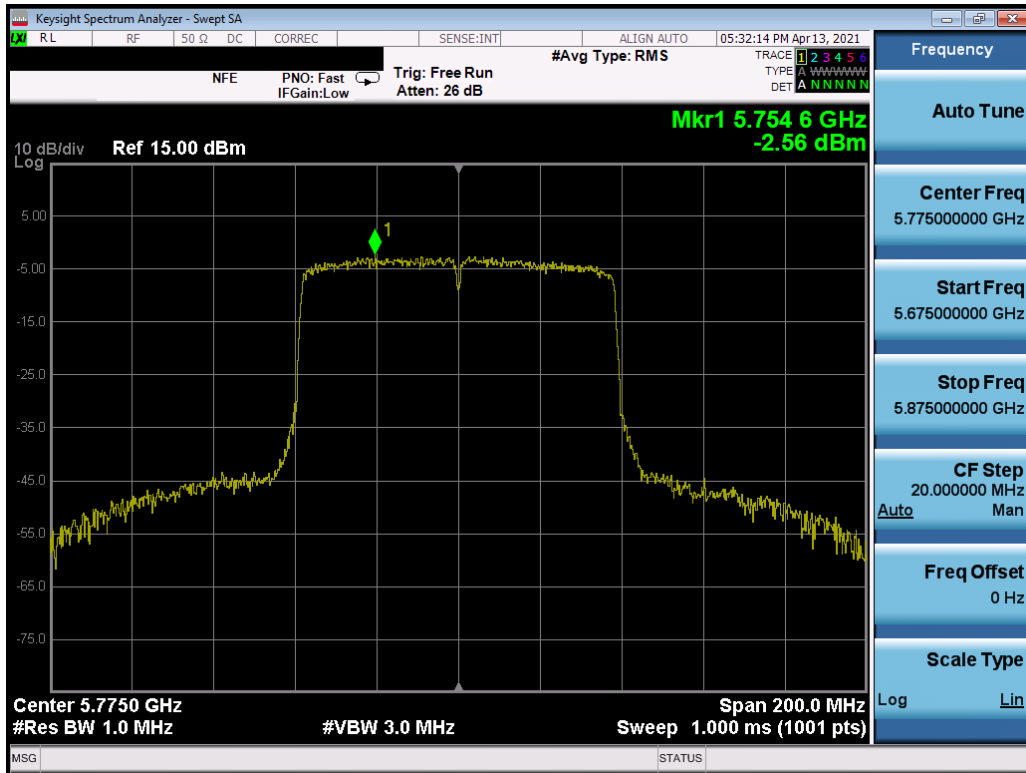 Keysight Spectrum Analyzer - Swept SA
LXI RL RF 50 Ω DC CORREC SENSE:INT ALIGN AUTO 05:32:14 PM Apr 13, 2021
#Avg Type: RMS
TRACE 1 2 3 4 5 6
TYPE A WWWWW
DET A N N N N N
NFE PNO: Fast Trig: Free Run
IFGain:Low Atten: 26 dB
Mkr1 5.754 6 GHz
-2.56 dBm
10 dB/div Ref 15.00 dBm
Log
1
5.00
-5.00
-15.0
-25.0
-35.0
-45.0
-55.0
-65.0
-75.0
Center 5.7750 GHz Span 200.0 MHz
#Res BW 1.0 MHz #VBW 3.0 MHz Sweep 1.000 ms (1001 pts)
MSG STATUS
Frequency
Auto Tune
Center Freq
5.775000000 GHz
Start Freq
5.675000000 GHz
Stop Freq
5.875000000 GHz
CF Step
20.000000 MHz
Auto Man
Freq Offset
0 Hz
Scale Type
Log Lin